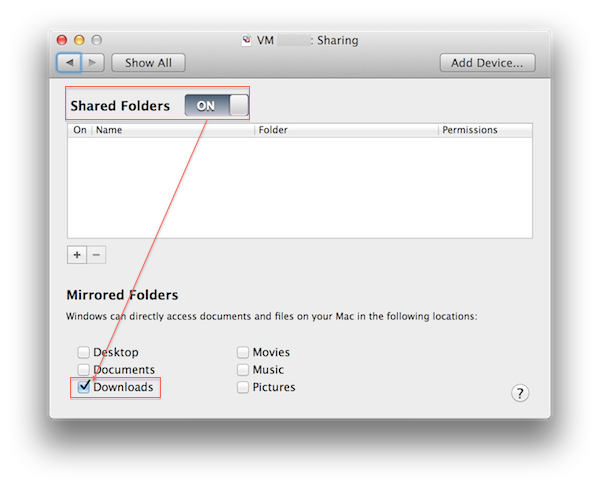 VM : Sharing
Show All
Add Device...
Shared Folders ON
On Name Folder Permissions
+ −
Mirrored Folders
Windows can directly access documents and files on your Mac in the following locations:
Desktop Movies
Documents Music
Downloads Pictures
?